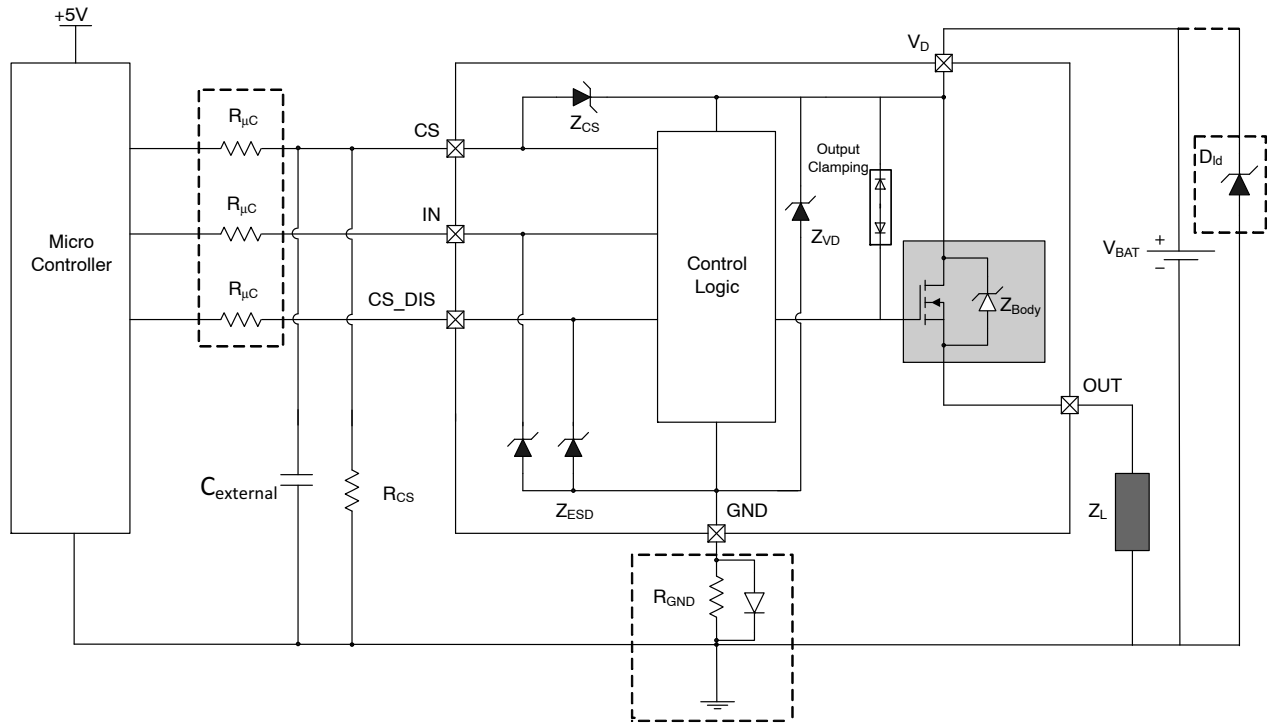 +5V
V_D
R_μC
CS
Z_CS
Output
Clamping
D_ld
R_μC
IN
Micro
Controller
Control
Logic
Z_VD
V_BAT
+
−
R_μC
CS_DIS
Z_Body
OUT
C_external
R_CS
Z_ESD
GND
Z_L
R_GND